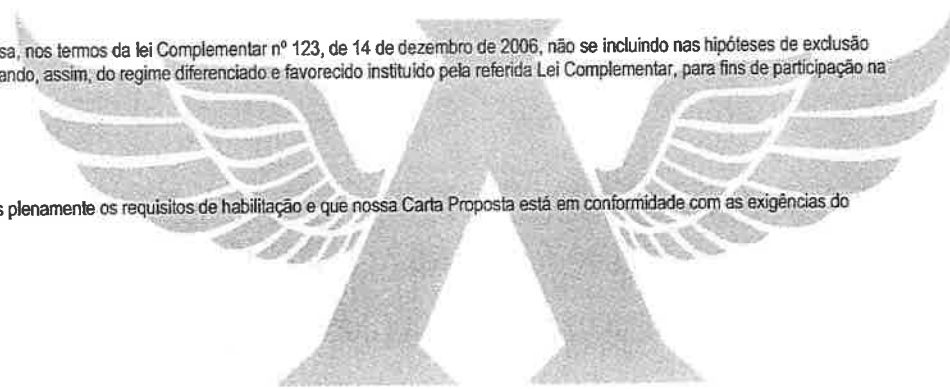 sa, nos termos da lei Complementar nº 123, de 14 de dezembro de 2006, não se incluindo nas hipóteses de exclusão
ando, assim, do regime diferenciado e favorecido instituido pela referida Lei Complementar, para fins de participação na
s plenamente os requisitos de habilitação e que nossa Carta Proposta está em conformidade com as exigências do